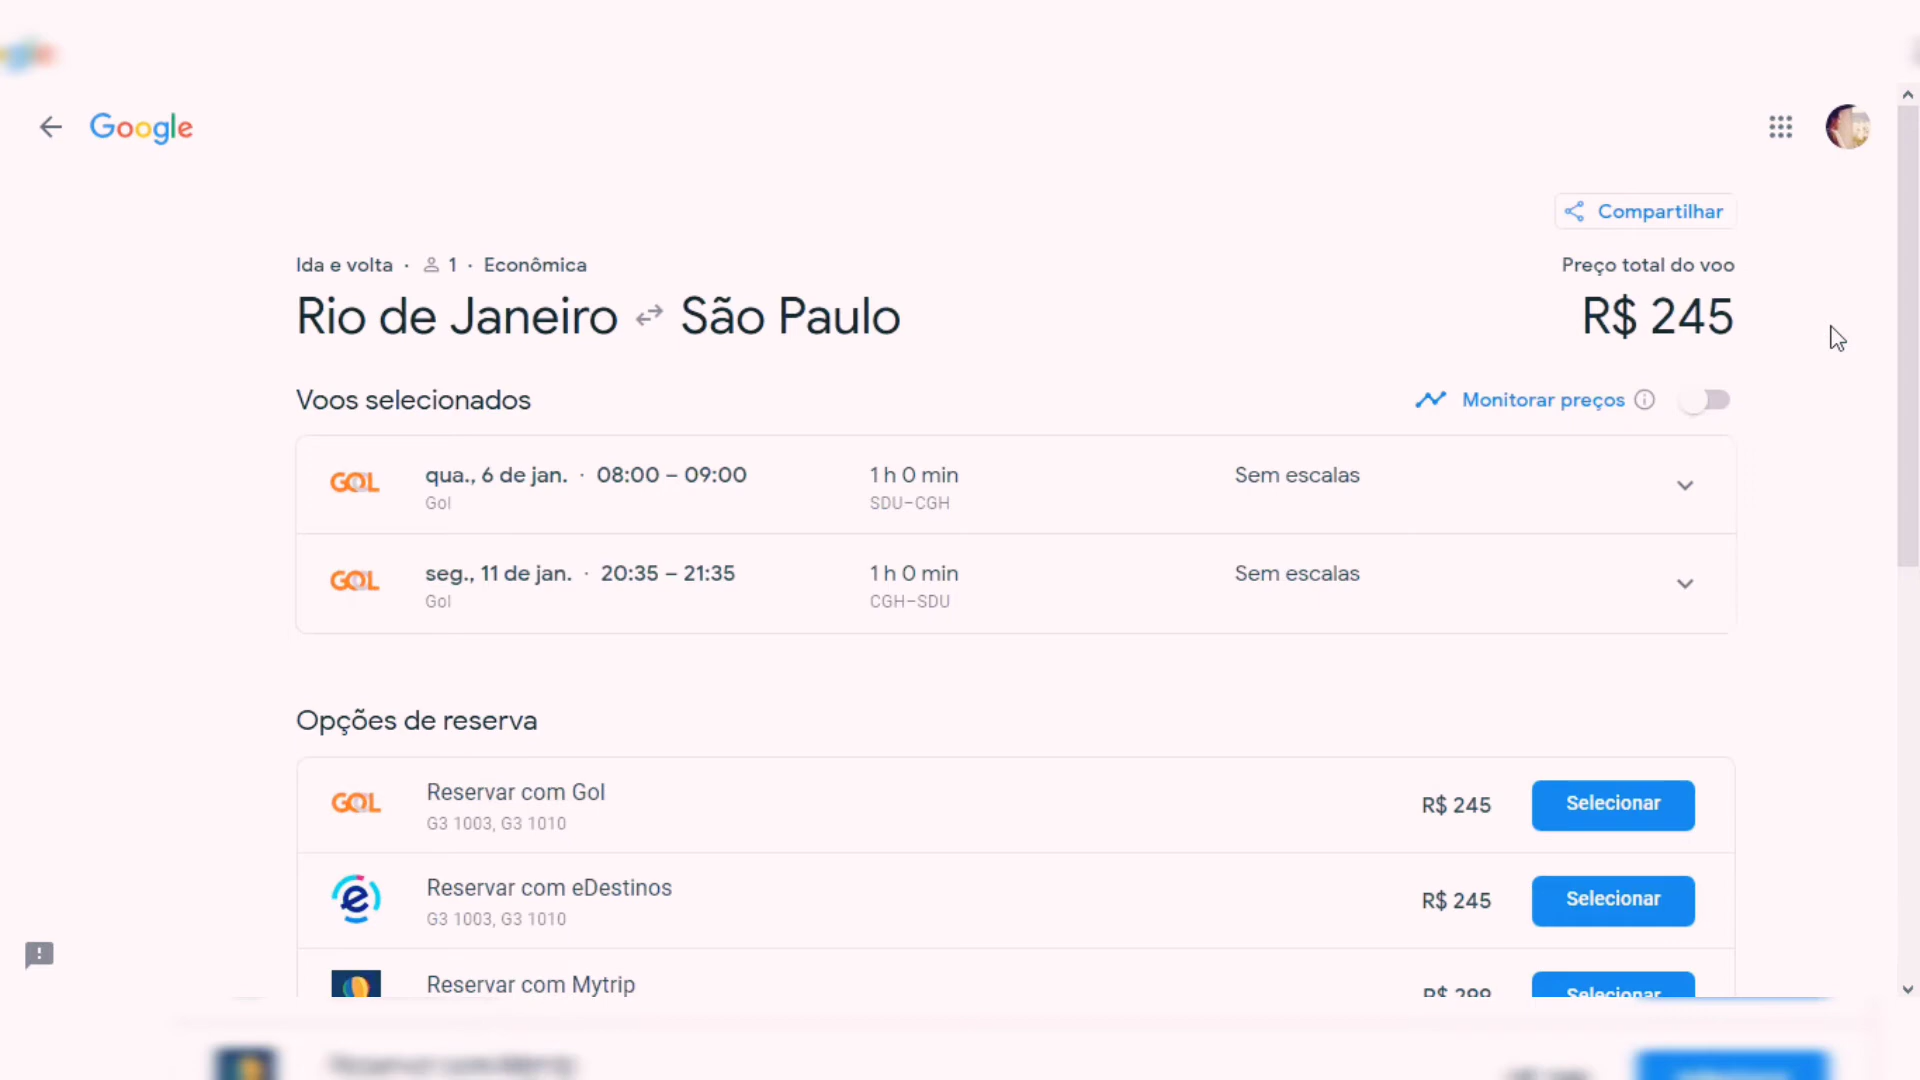 Google
Compartilhar
Ida e volta · 1 · Econômica
Preço total do voo
Rio de Janeiro São Paulo
R$ 245
Voos selecionados
Monitorar preços
GOL qua., 6 de jan. · 08:00 – 09:00 1 h 0 min Sem escalas
Gol SDU–CGH
GOL seg., 11 de jan. · 20:35 – 21:35 1 h 0 min Sem escalas
Gol CGH–SDU
Opções de reserva
GOL Reservar com Gol R$ 245 Selecionar
G3 1003, G3 1010
Reservar com eDestinos R$ 245 Selecionar
G3 1003, G3 1010
Reservar com Mytrip R$ 299 Selecionar